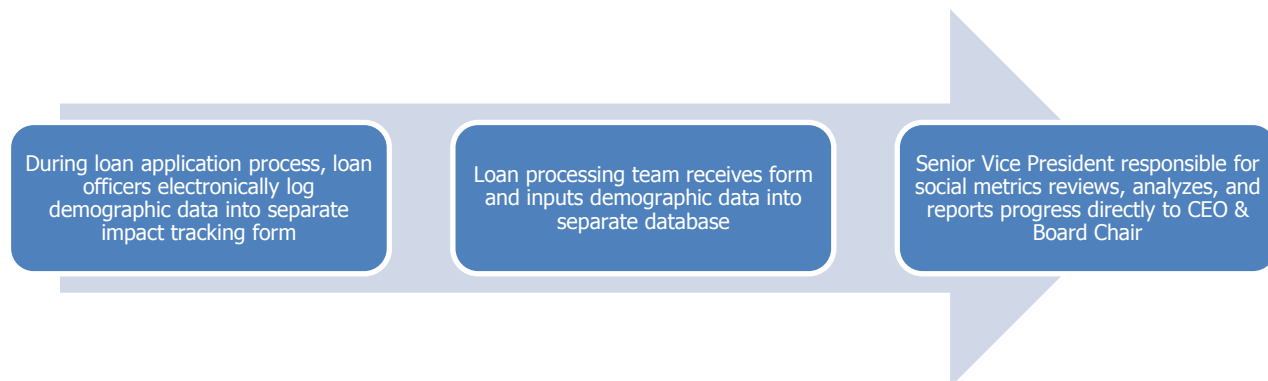 During loan application process, loan
officers electronically log
demographic data into separate
impact tracking form
Loan processing team receives form
and inputs demographic data into
separate database
Senior Vice President responsible for
social metrics reviews, analyzes, and
reports progress directly to CEO &
Board Chair